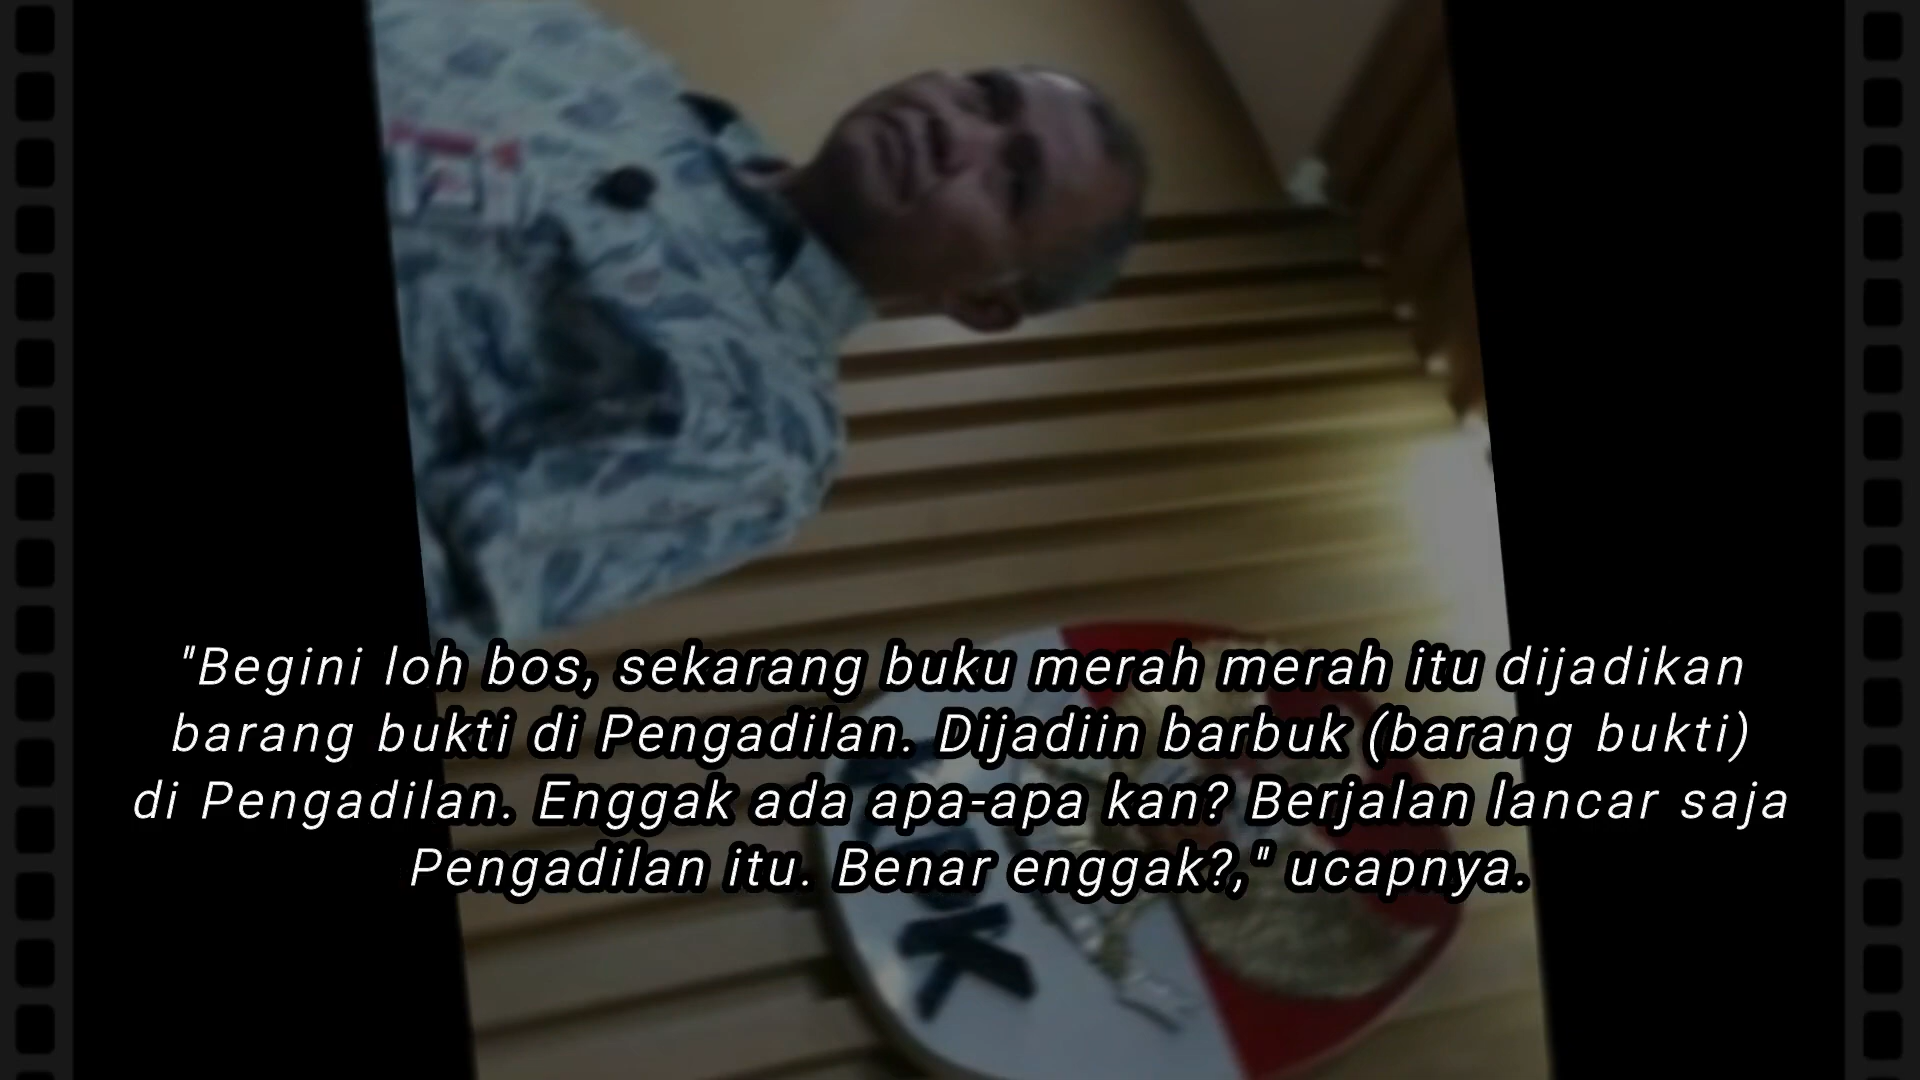 "Begini loh bos, sekarang buku merah merah itu dijadikan
barang bukti di Pengadilan. Dijadiin barbuk (barang bukti)
di Pengadilan. Enggak ada apa-apa kan? Berjalan lancar saja
Pengadilan itu. Benar enggak?," ucapnya.